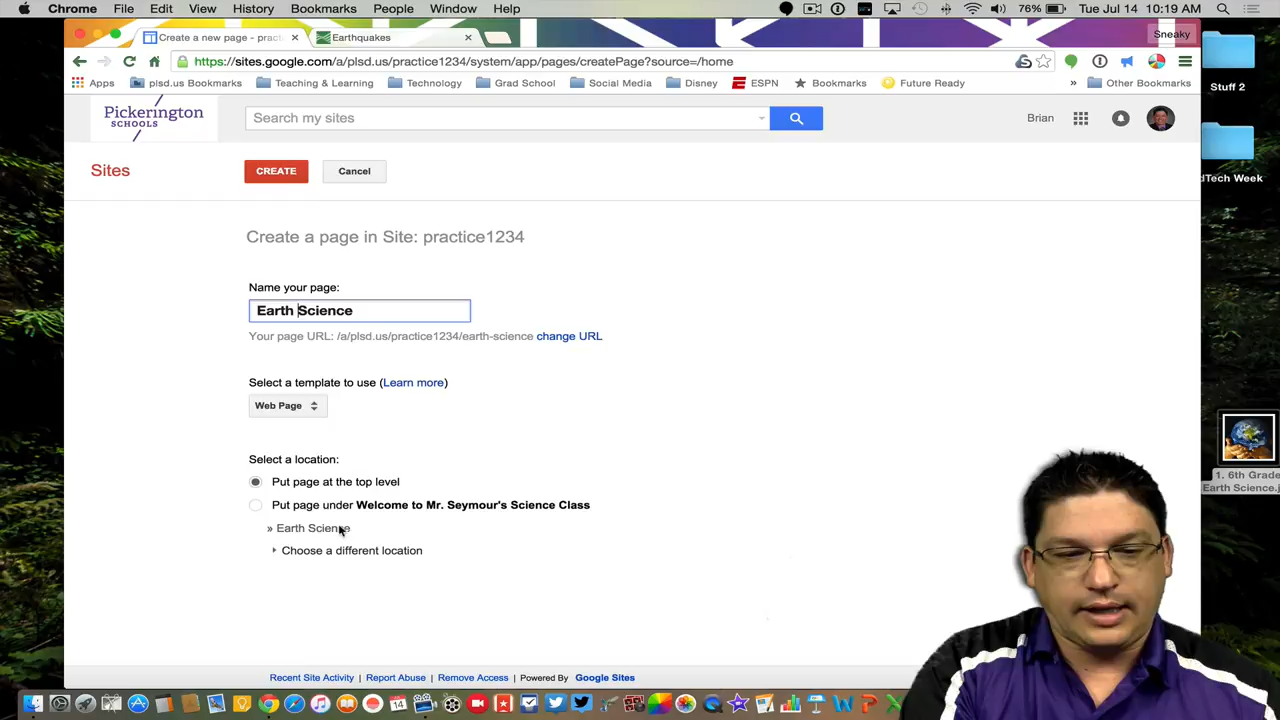 Chrome File Edit View History Bookmarks People Window Help 76% Tue Jul 14 10:19 AM
Create a new page - pract × Earthquakes × Sneaky
https://sites.google.com/a/plsd.us/practice1234/system/app/pages/createPage?source=/home
Apps plsd.us Bookmarks Teaching & Learning Technology Grad School Social Media Disney ESPN Bookmarks Future Ready » Other Bookmarks
Stuff 2
PICKERINGTON
SCHOOLS
Search my sites
Brian
Sites
CREATE Cancel
dTech Week
Create a page in Site: practice1234
Name your page:
Earth Science
Your page URL: /a/plsd.us/practice1234/earth-science change URL
Select a template to use (Learn more)
Web Page
Select a location:
Put page at the top level
Put page under Welcome to Mr. Seymour's Science Class
» Earth Science
Choose a different location
1. 6th Grade
Earth Science.j
Recent Site Activity | Report Abuse | Remove Access | Powered By Google Sites
14